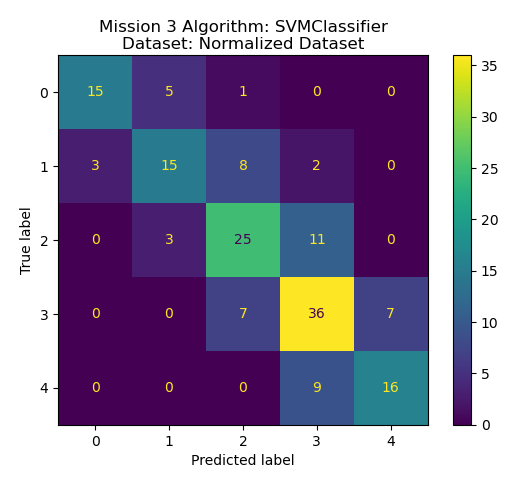 Mission 3 Algorithm: SVMClassifier
Dataset: Normalized Dataset
0 15 5 1 0 0
1 3 15 8 2 0
2 0 3 25 11 0
3 0 0 7 36 7
4 0 0 0 9 16
0 1 2 3 4
True label
Predicted label
35
30
25
20
15
10
5
0